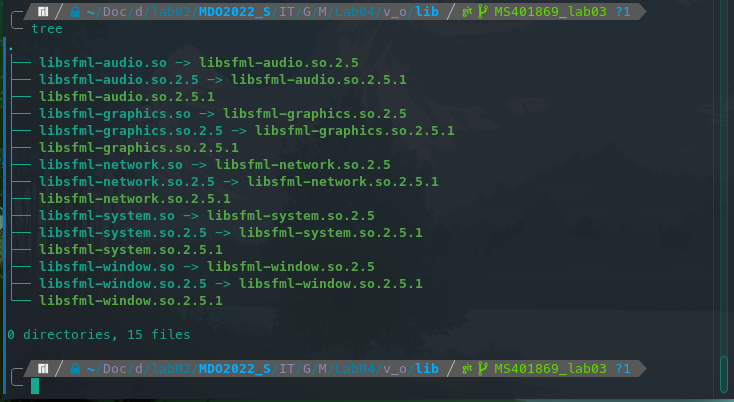 ~/Doc/d/lab02/MDO2022_S/IT/G M/Lab04/v_o/lib git MS401869_lab03 ?1
tree
.
├── libsfml-audio.so -> libsfml-audio.so.2.5
├── libsfml-audio.so.2.5 -> libsfml-audio.so.2.5.1
├── libsfml-audio.so.2.5.1
├── libsfml-graphics.so -> libsfml-graphics.so.2.5
├── libsfml-graphics.so.2.5 -> libsfml-graphics.so.2.5.1
├── libsfml-graphics.so.2.5.1
├── libsfml-network.so -> libsfml-network.so.2.5
├── libsfml-network.so.2.5 -> libsfml-network.so.2.5.1
├── libsfml-network.so.2.5.1
├── libsfml-system.so -> libsfml-system.so.2.5
├── libsfml-system.so.2.5 -> libsfml-system.so.2.5.1
├── libsfml-system.so.2.5.1
├── libsfml-window.so -> libsfml-window.so.2.5
├── libsfml-window.so.2.5 -> libsfml-window.so.2.5.1
└── libsfml-window.so.2.5.1
0 directories, 15 files
~/Doc/d/lab02/MDO2022_S/IT/G M/Lab04/v_o/lib git MS401869_lab03 ?1